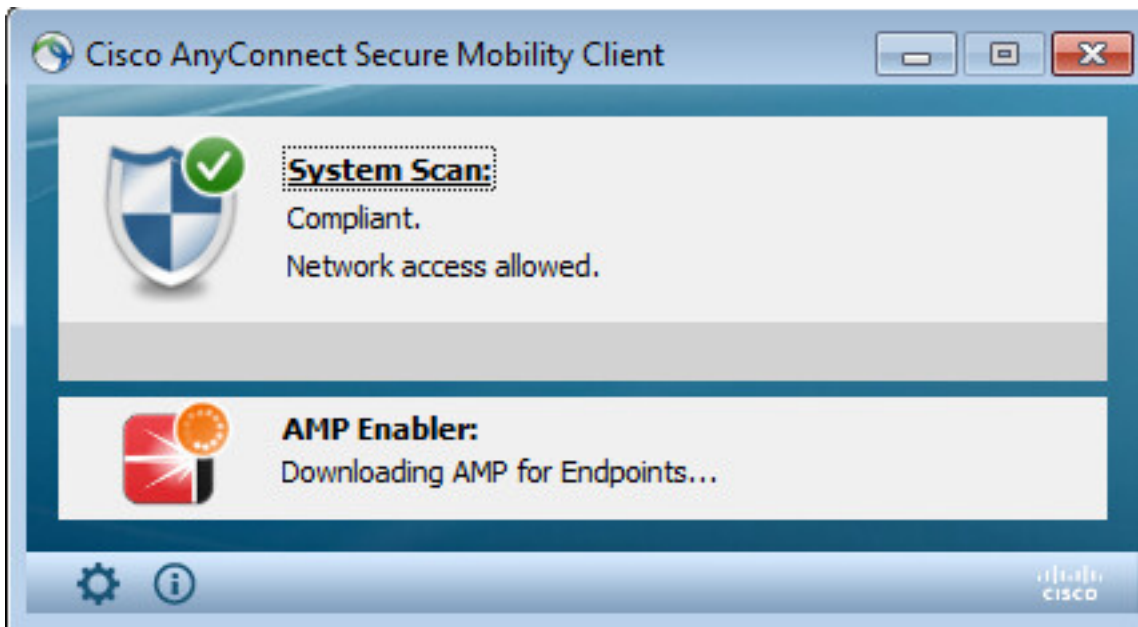 Cisco AnyConnect Secure Mobility Client
System Scan:
Compliant.
Network access allowed.
AMP Enabler:
Downloading AMP for Endpoints...
CISCO